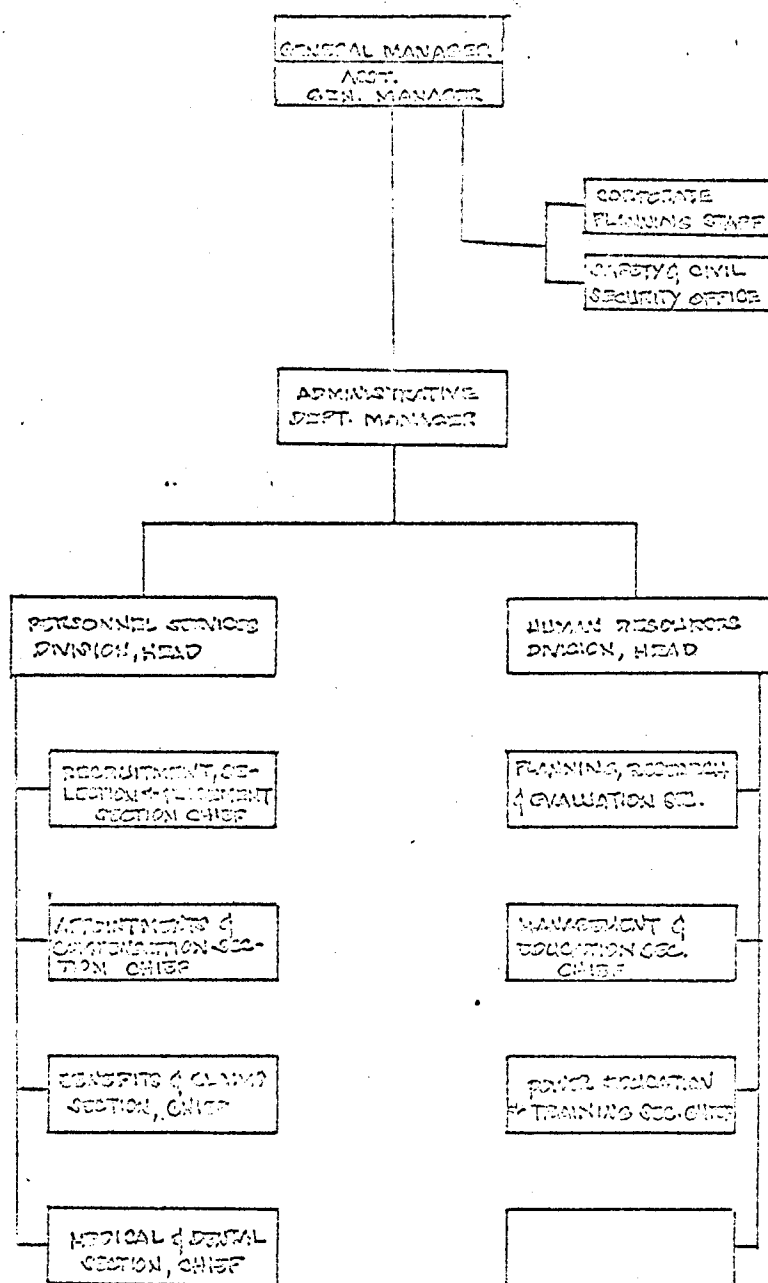 GENERAL MANAGER
ASST.
GEN. MANAGER
CORPORATE
PLANNING STAFF
SAFETY & CIVIL
SECURITY OFFICE
ADMINISTRATIVE
DEPT. MANAGER
PERSONNEL SERVICES
DIVISION, HEAD
HUMAN RESOURCES
DIVISION, HEAD
RECRUITMENT, SE-
LECTION & PLACEMENT
SECTION CHIEF
PLANNING, RESEARCH
& EVALUATION SEC.
APPOINTMENTS &
COMPENSATION SEC-
TION CHIEF
MANAGEMENT &
EDUCATION SEC.
CHIEF
BENEFITS & CLAIMS
SECTION, CHIEF
POWER EDUCATION
& TRAINING SEC. CHIEF
MEDICAL & DENTAL
SECTION, CHIEF